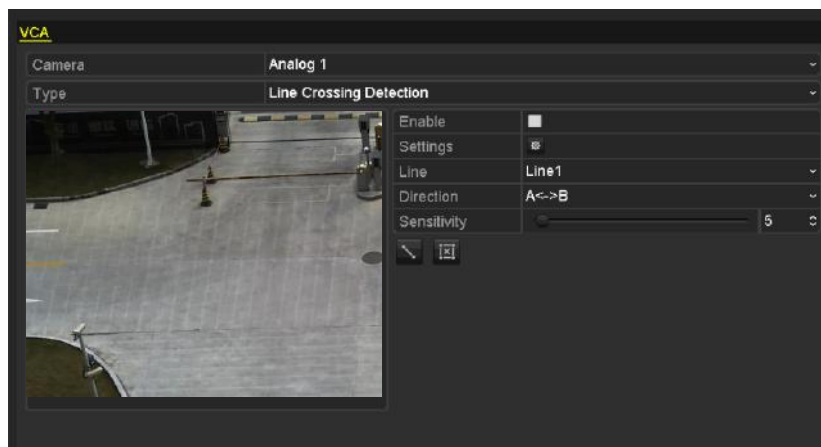 VCA
Camera Analog 1
Type Line Crossing Detection
Enable
Settings
Line Line1
Direction A<->B
Sensitivity 5